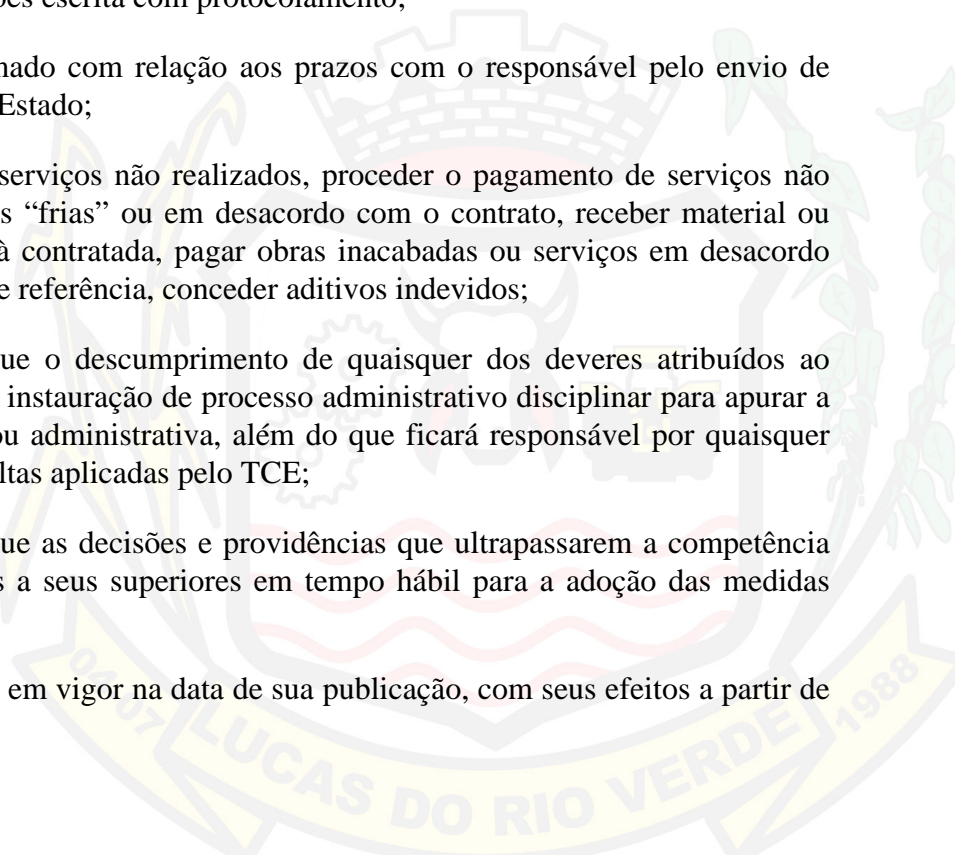 ões escrita com protocolamento;
nado com relação aos prazos com o responsável pelo envio de
Estado;
serviços não realizados, proceder o pagamento de serviços não
s “frias” ou em desacordo com o contrato, receber material ou
à contratada, pagar obras inacabadas ou serviços em desacordo
e referência, conceder aditivos indevidos;
ue o descumprimento de quaisquer dos deveres atribuídos ao
instauração de processo administrativo disciplinar para apurar a
ou administrativa, além do que ficará responsável por quaisquer
ltas aplicadas pelo TCE;
ue as decisões e providências que ultrapassarem a competência
s a seus superiores em tempo hábil para a adoção das medidas
em vigor na data de sua publicação, com seus efeitos a partir de
LUCAS DO RIO VERDE
1988